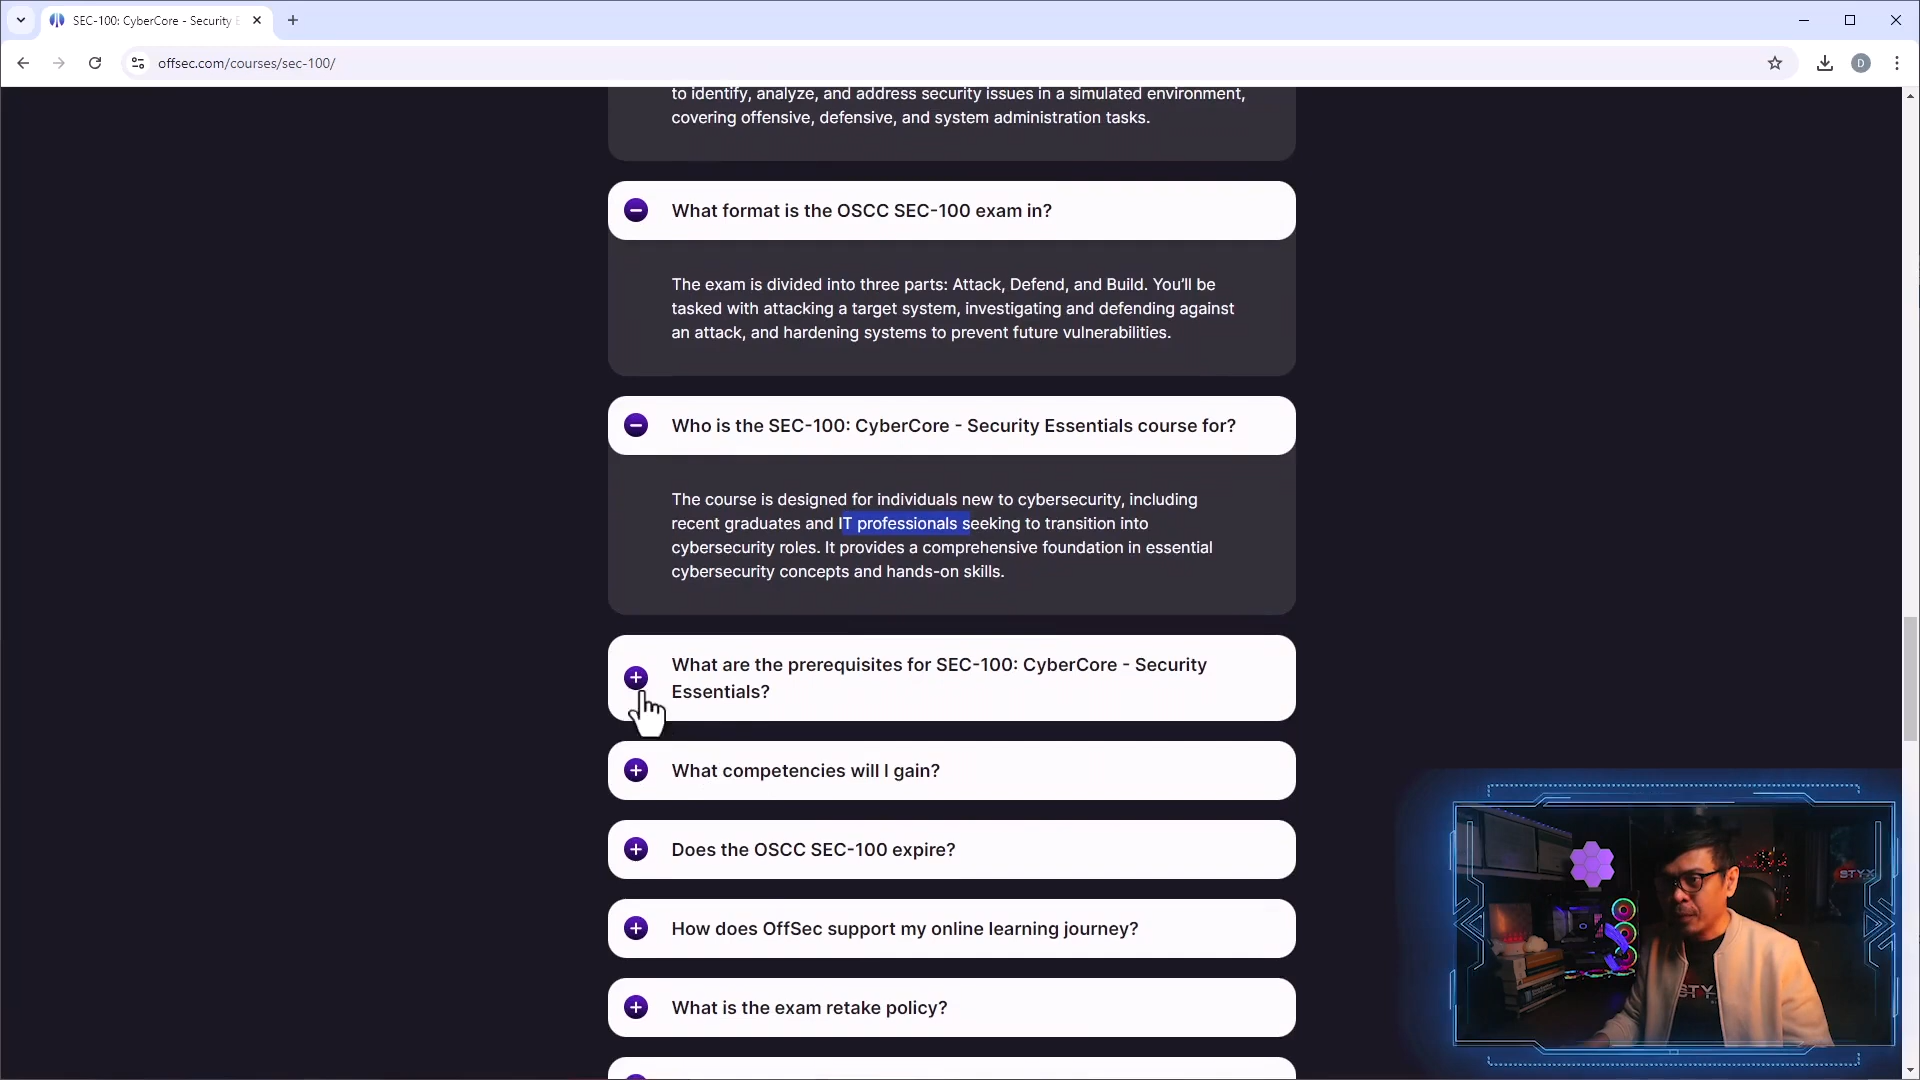 SEC-100: CyberCore - Security E
offsec.com/courses/sec-100/
D
to identify, analyze, and address security issues in a simulated environment,
covering offensive, defensive, and system administration tasks.
What format is the OSCC SEC-100 exam in?
The exam is divided into three parts: Attack, Defend, and Build. You’ll be
tasked with attacking a target system, investigating and defending against
an attack, and hardening systems to prevent future vulnerabilities.
Who is the SEC-100: CyberCore - Security Essentials course for?
The course is designed for individuals new to cybersecurity, including
recent graduates and IT professionals seeking to transition into
cybersecurity roles. It provides a comprehensive foundation in essential
cybersecurity concepts and hands-on skills.
What are the prerequisites for SEC-100: CyberCore - Security
Essentials?
What competencies will I gain?
Does the OSCC SEC-100 expire?
How does OffSec support my online learning journey?
What is the exam retake policy?
STYX
STY